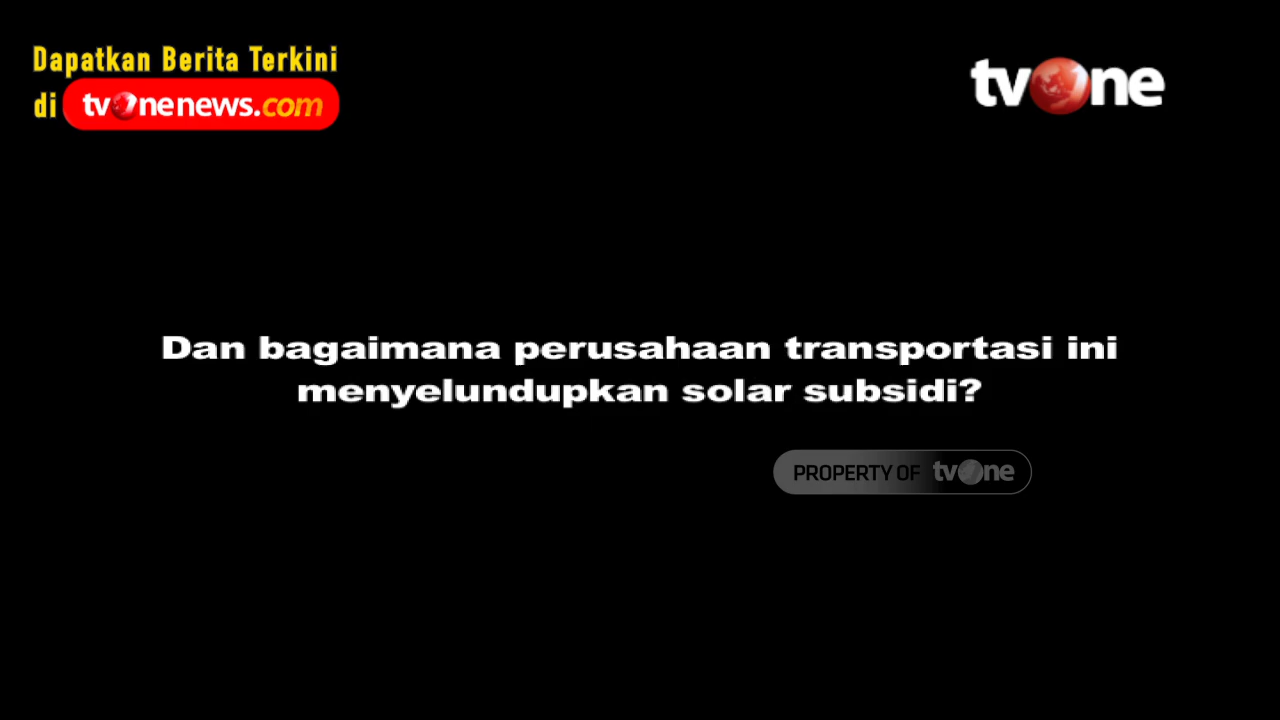 Dapatkan Berita Terkini
di tvonenews.com
tvOne
Dan bagaimana perusahaan transportasi ini
menyelundupkan solar subsidi?
PROPERTY OF tvOne